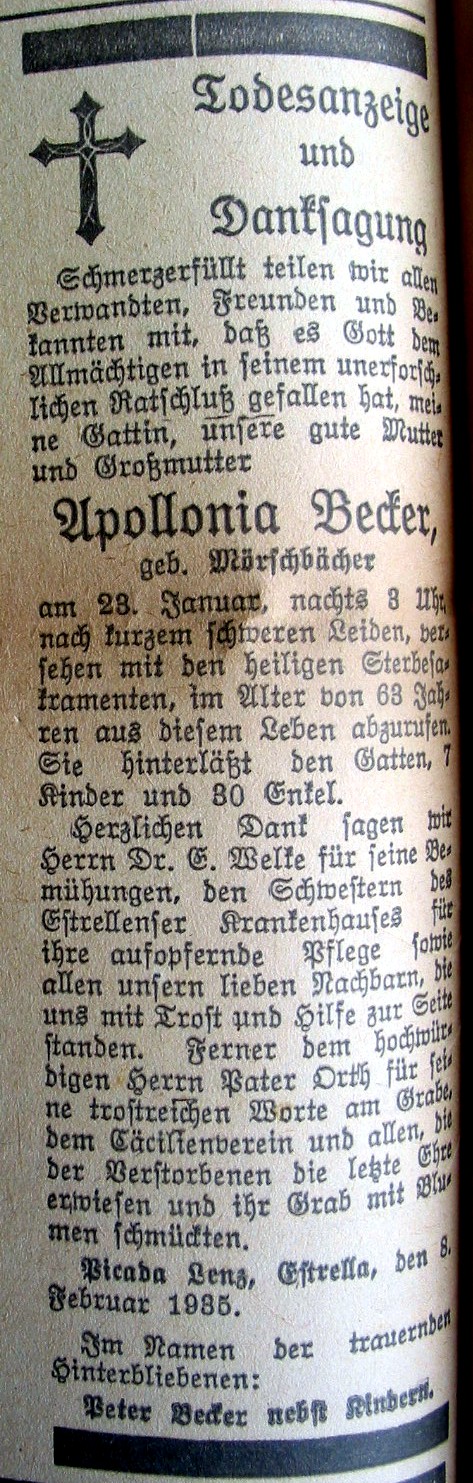 Todesanzeige
und
Danksagung
Schmerzerfüllt teilen wir allen
Verwandten, Freunden und Be-
kannten mit, daß es Gott dem
Allmächtigen in seinem unerforsch-
lichen Ratschluß gefallen hat, mei-
ne Gattin, unsere gute Mutter
und Großmutter
Apollonia Becker,
geb. Mörschbächer
am 23. Januar, nachts 3 Uhr,
nach kurzem schweren Leiden, ver-
sehen mit den heiligen Sterbesa-
kramenten, im Alter von 63 Jah-
ren aus diesem Leben abzurufen.
Sie hinterläßt den Gatten, 7
Kinder und 30 Enkel.
Herzlichen Dank sagen wir
Herrn Dr. E. Welke für seine Be-
mühungen, den Schwestern des
Estrellenser Krankenhauses für
ihre aufopfernde Pflege sowie
allen unsern lieben Nachbarn, die
uns mit Trost und Hilfe zur Seite
standen. Ferner dem hochwür-
digen Herrn Pater Orth für sei-
ne trostreichen Worte am Grabe,
dem Cäcilienverein und allen, die
der Verstorbenen die letzte Ehre
erwiesen und ihr Grab mit Blu-
men schmückten.
Picada Lenz, Estrella, den 8.
Februar 1935.
Im Namen der trauernden
Hinterbliebenen:
Peter Becker nebst Kindern.